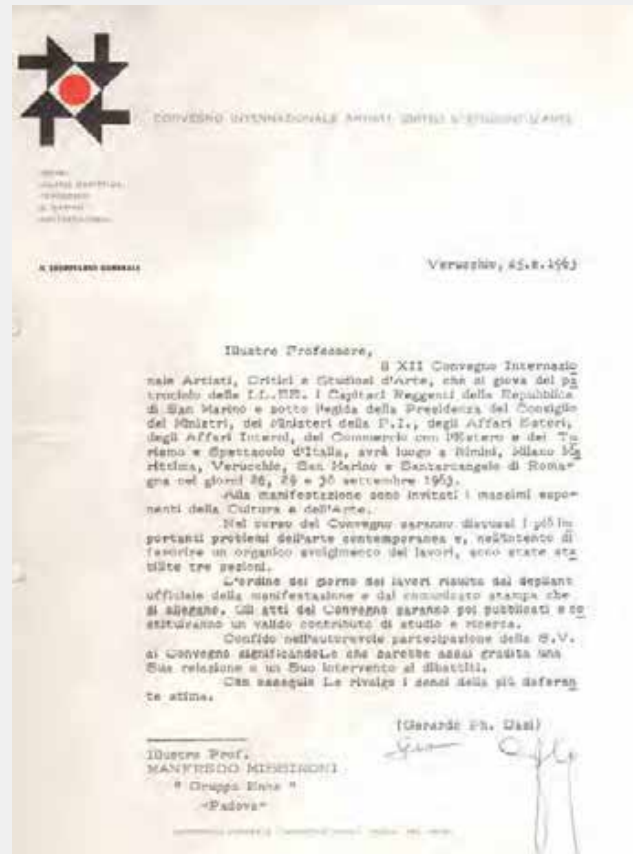 CONVEGNO INTERNAZIONALE ARTISTI CRITICI E STUDIOSI D'ARTE
IL SEGRETARIO GENERALE
Verucchio, 1963
Illustre Professore,
il XII Convegno Internazio
nale Artisti, Critici e Studiosi d'Arte, che si giova del pa
trocinio delle LL.EE. i Capitani Reggenti della Repubblica
di San Marino e sotto l'egida della Presidenza del Consiglio
dei Ministri, dei Ministeri della P.I., degli Affari Esteri,
degli Affari Interni, del Commercio con l'Estero e del Tu
rismo e Spettacolo d'Italia, avrà luogo a Rimini, Milano Ma
rittima, Verucchio, San Marino e Santarcangelo di Roma-
gna nei giorni 28, 29 e 30 settembre 1963.
Alla manifestazione sono invitati i massimi espo-
nenti della Cultura e dell'Arte.
Nel corso del Convegno saranno discussi i più im
portanti problemi dell'arte contemporanea e, nell'intento di
favorire un organico svolgimento dei lavori, sono state sta
bilite tre sezioni.
L'ordine del giorno dei lavori risulta dal depliant
ufficiale della manifestazione e dal comunicato stampa che
si allegano. Gli atti del Convegno saranno poi pubblicati e co
stituiranno un valido contributo di studio e ricerca.
Confido nell'autorevole partecipazione della S.V.
al Convegno significandoLe che sarebbe assai gradita una
Sua relazione o un Suo intervento ai dibattiti.
Con ossequio Le rivolgo i sensi della più deferen
te stima.
(Gerardo Ph. Dasi)
Illustre Prof.
MANFREDO MASSIRONI
" Gruppo Enne "
-Padova-